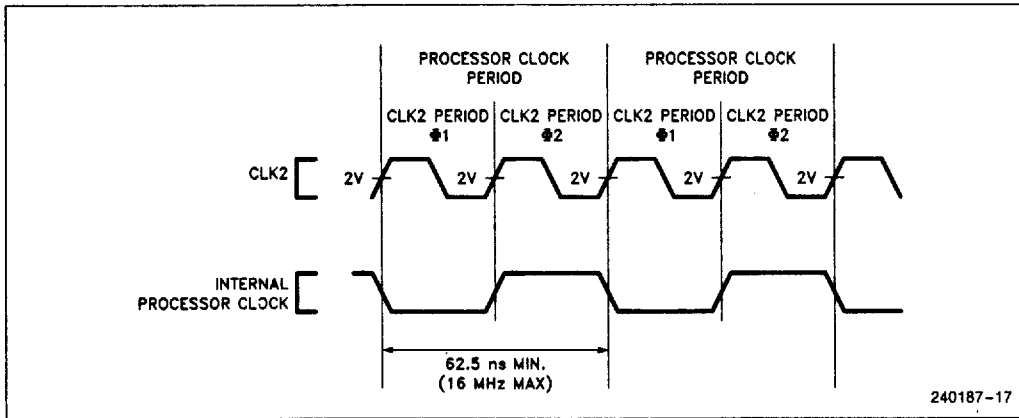 PROCESSOR CLOCK
PERIOD
PROCESSOR CLOCK
PERIOD
CLK2 PERIOD
Φ1
CLK2 PERIOD
Φ2
CLK2 PERIOD
Φ1
CLK2 PERIOD
Φ2
CLK2
2V
2V
2V
2V
2V
INTERNAL
PROCESSOR CLOCK
62.5 ns MIN.
(16 MHz MAX)
240187-17